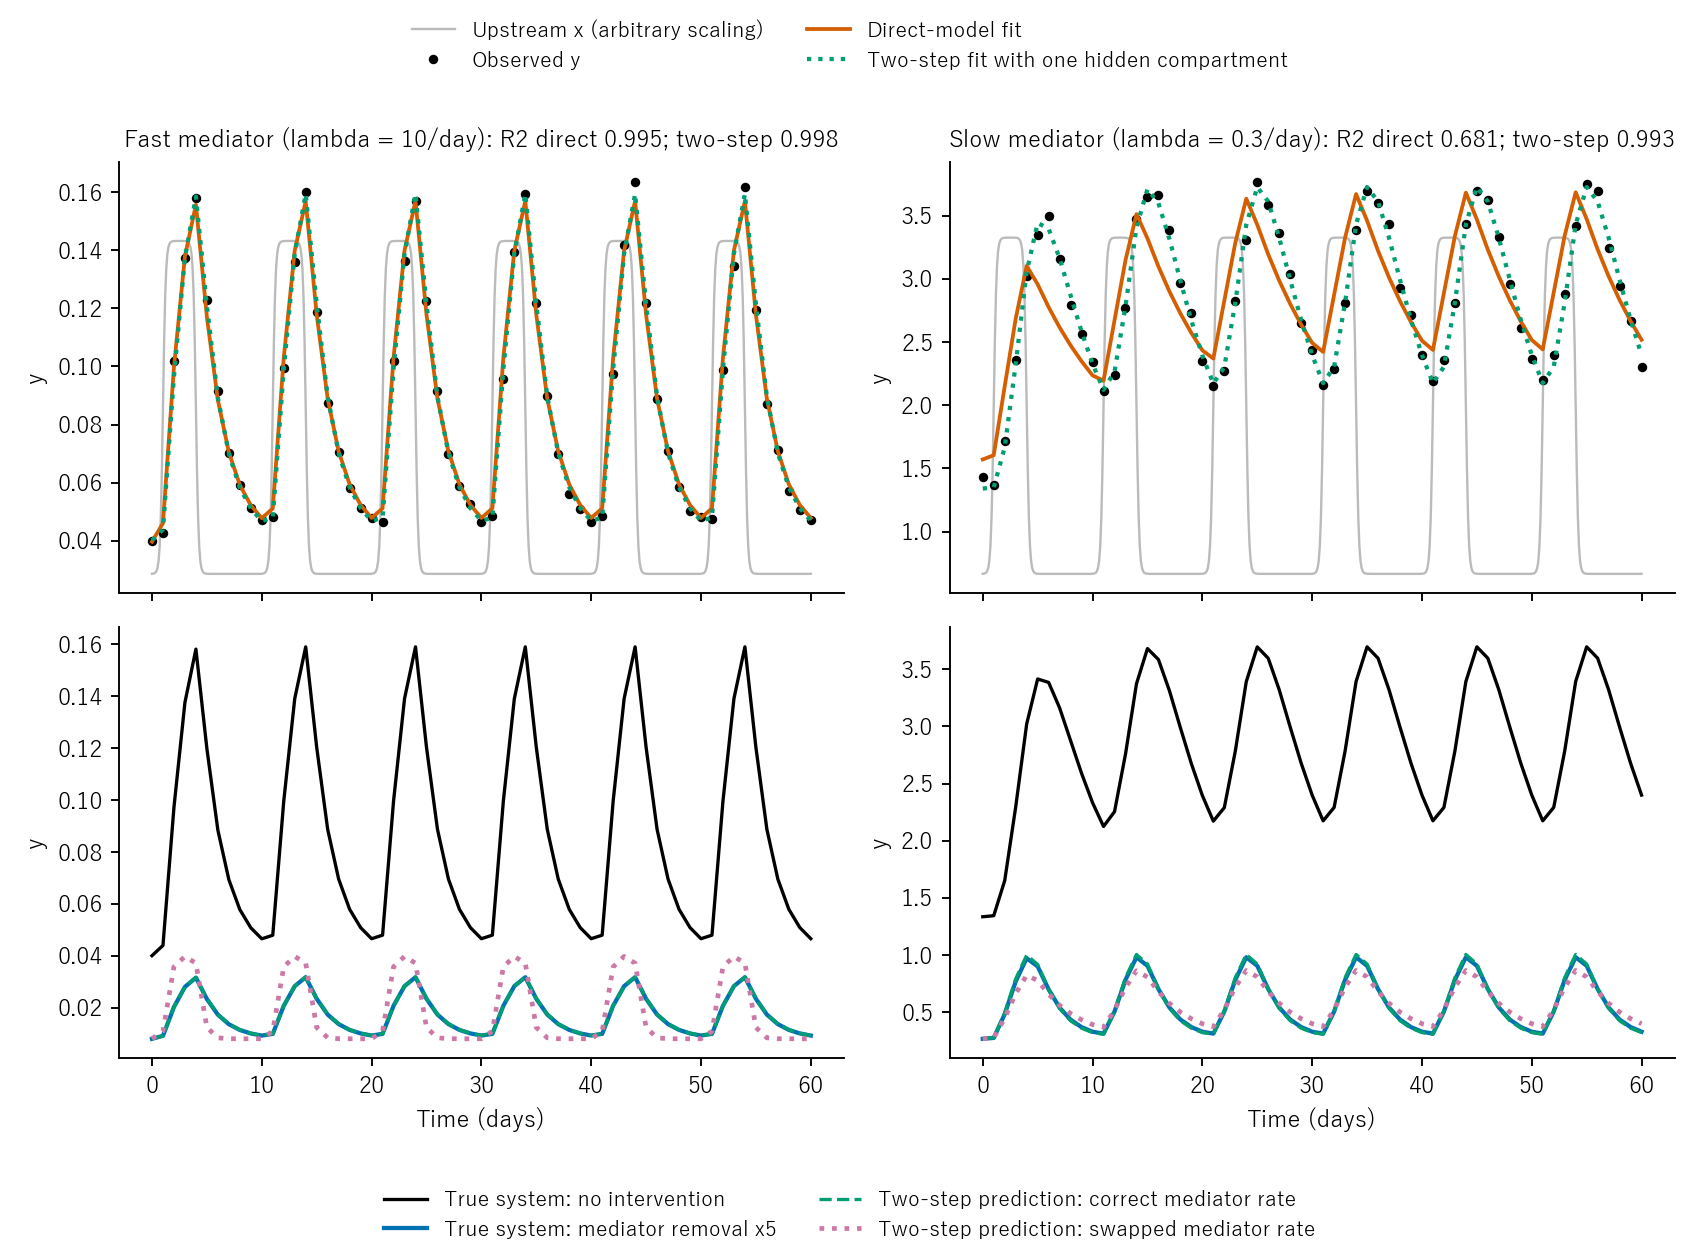 Upstream x (arbitrary scaling)
Observed y
Direct-model fit
Two-step fit with one hidden compartment
Fast mediator (lambda = 10/day): R2 direct 0.995; two-step 0.998
Slow mediator (lambda = 0.3/day): R2 direct 0.681; two-step 0.993
0.16
0.14
0.12
0.10
0.08
0.06
0.04
y
3.5
3.0
2.5
2.0
1.5
1.0
y
0.16
0.14
0.12
0.10
0.08
0.06
0.04
0.02
y
0 10 20 30 40 50 60
Time (days)
3.5
3.0
2.5
2.0
1.5
1.0
0.5
y
0 10 20 30 40 50 60
Time (days)
True system: no intervention
True system: mediator removal x5
Two-step prediction: correct mediator rate
Two-step prediction: swapped mediator rate